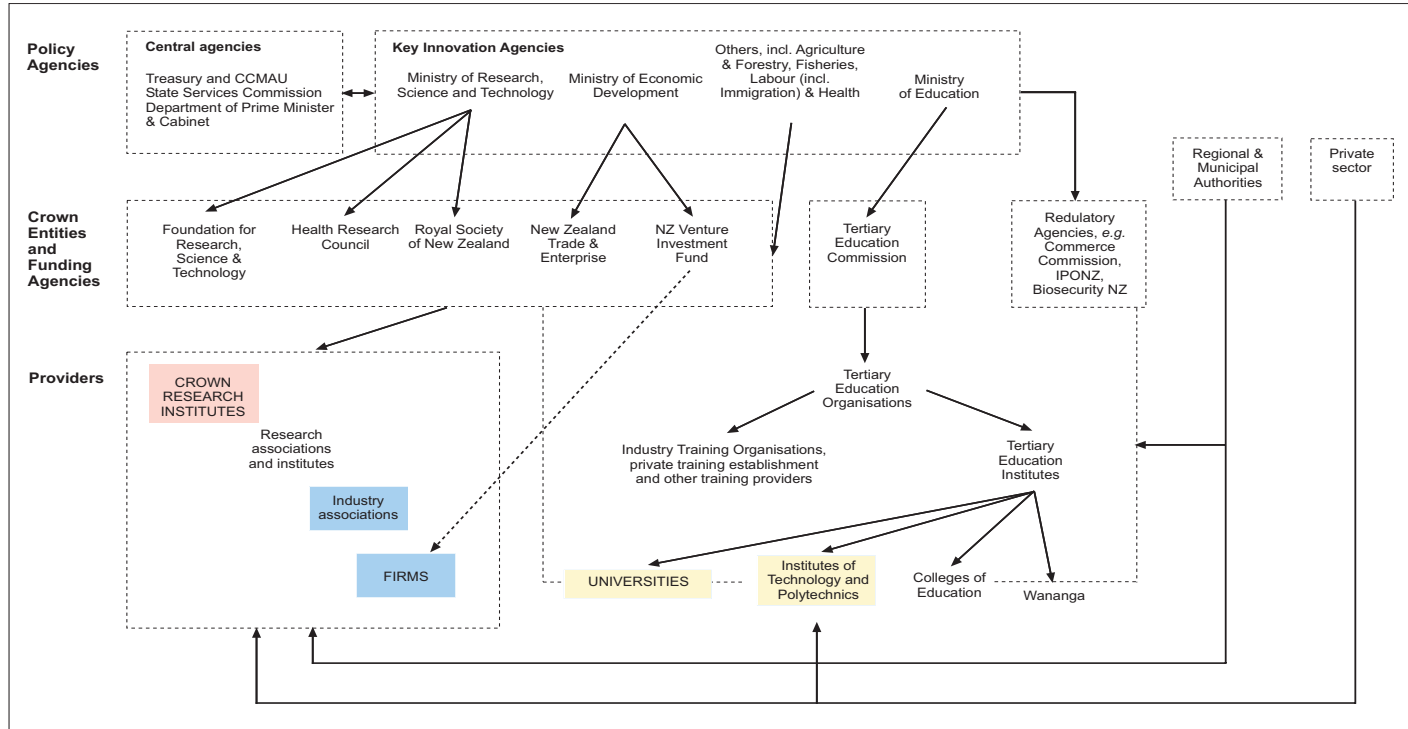 Policy
Agencies
Central agencies
Treasury and CCMAU
State Services Commission
Department of Prime Minister
& Cabinet
Key Innovation Agencies
Ministry of Research,
Science and Technology
Ministry of Economic
Development
Others, incl. Agriculture
& Forestry, Fisheries,
Labour (incl.
Immigration) & Health
Ministry
of Education
Regional &
Municipal
Authorities
Private
sector
Crown
Entities
and
Funding
Agencies
Foundation for
Research,
Science &
Technology
Health Research
Council
Royal Society
of New Zealand
New Zealand
Trade &
Enterprise
NZ Venture
Investment
Fund
Tertiary
Education
Commission
Redulatory
Agencies, e.g.
Commerce
Commission,
IPONZ,
Biosecurity NZ
Providers
CROWN
RESEARCH
INSTITUTES
Research
associations
and institutes
Industry
associations
FIRMS
Tertiary
Education
Organisations
Industry Training Organisations,
private training establishment
and other training providers
Tertiary
Education
Institutes
UNIVERSITIES
Institutes of
Technology and
Polytechnics
Colleges of
Education
Wananga